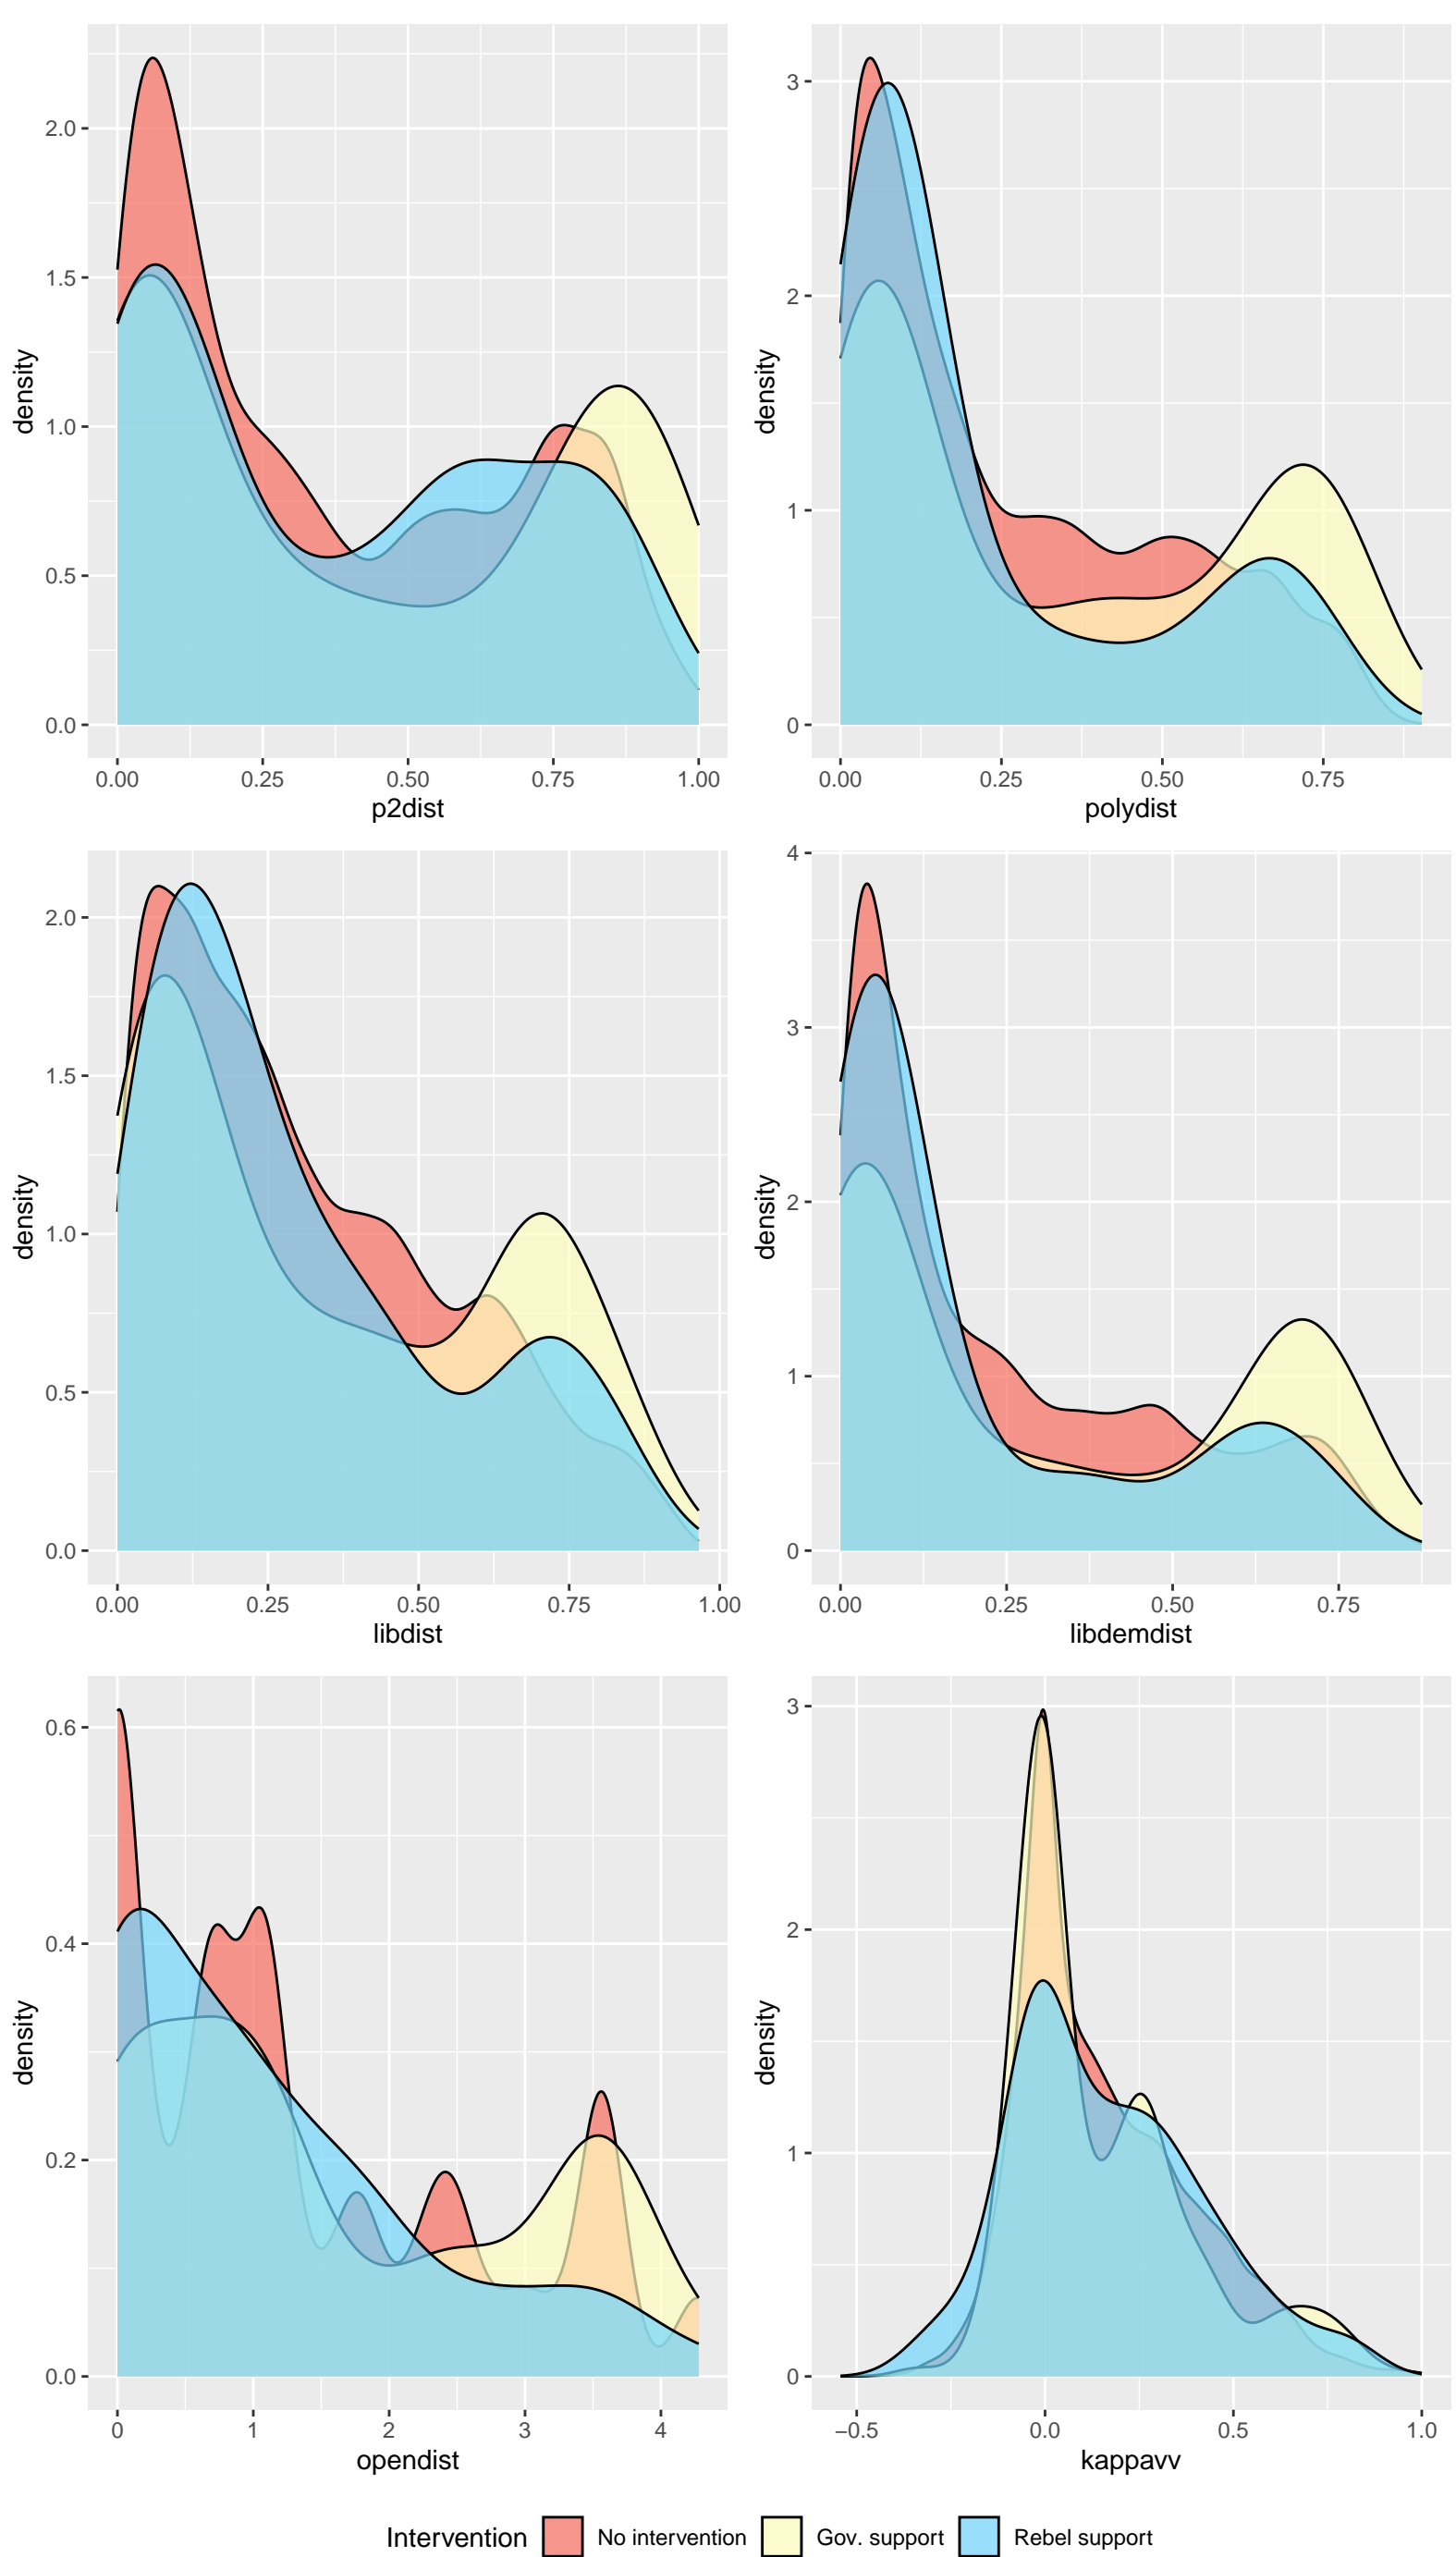 2.0
1.5
1.0
0.5
0.0
density
0.00 0.25 0.50 0.75 1.00
p2dist
3
2
1
0
density
0.00 0.25 0.50 0.75
polydist
2.0
1.5
1.0
0.5
0.0
density
0.00 0.25 0.50 0.75 1.00
libdist
4
3
2
1
0
density
0.00 0.25 0.50 0.75
libdemdist
0.6
0.4
0.2
0.0
density
0 1 2 3 4
opendist
3
2
1
0
density
−0.5 0.0 0.5 1.0
kappavv
Intervention No intervention Gov. support Rebel support